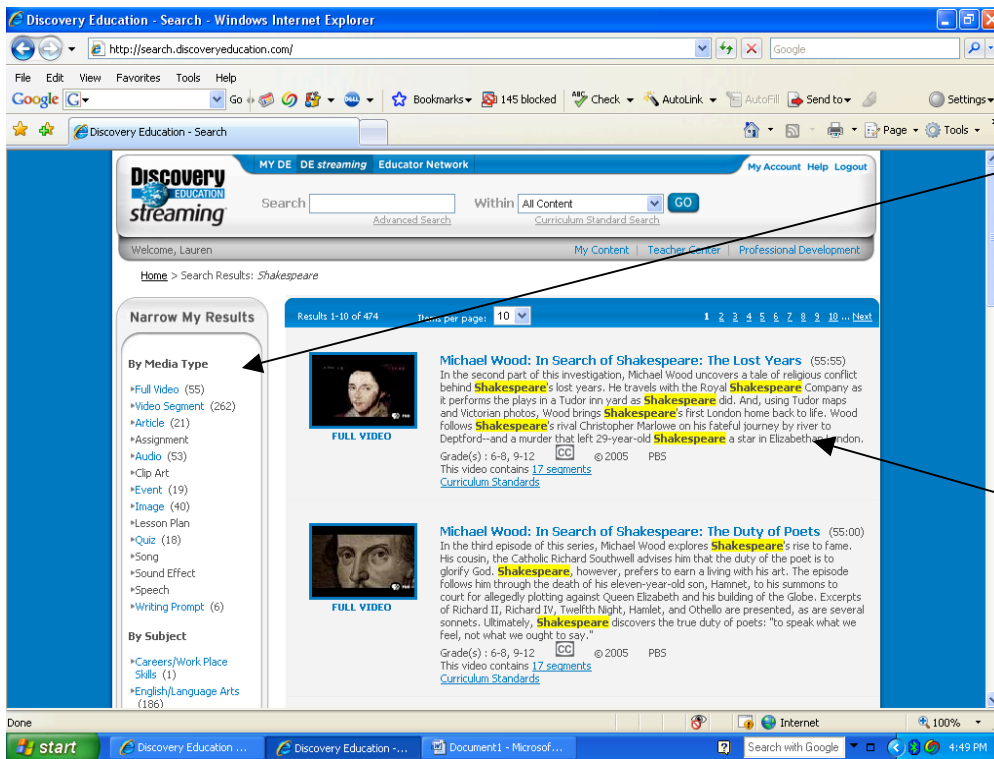 Discovery Education - Search - Windows Internet Explorer
http://search.discoveryeducation.com/
Google
File Edit View Favorites Tools Help
Google G Go Bookmarks 145 blocked ABC Check AutoLink AutoFill Send to Settings
Discovery Education - Search
Page Tools
Discovery
EDUCATION
streaming
MY DE DE streaming Educator Network
My Account Help Logout
Search Within All Content GO
Advanced Search Curriculum Standard Search
Welcome, Lauren
My Content | Teacher Center | Professional Development
Home > Search Results: Shakespeare
Narrow My Results
By Media Type
Full Video (55)
Video Segment (262)
Article (21)
Assignment
Audio (53)
Clip Art
Event (19)
Image (40)
Lesson Plan
Quiz (18)
Song
Sound Effect
Speech
Writing Prompt (6)
By Subject
Careers/Work Place
Skills (1)
English/Language Arts
(186)
Results 1-10 of 474 Items per page: 10
1 2 3 4 5 6 7 8 9 10 ... Next
PBS
FULL VIDEO
Michael Wood: In Search of Shakespeare: The Lost Years (55:55)
In the second part of this investigation, Michael Wood uncovers a tale of religious conflict
behind Shakespeare's lost years. He travels with the Royal Shakespeare Company as
it performs the plays in a Tudor inn yard as Shakespeare did. And, using Tudor maps
and Victorian photos, Wood brings Shakespeare's first London home back to life. Wood
follows Shakespeare's rival Christopher Marlowe on his fateful journey by river to
Deptford--and a murder that left 29-year-old Shakespeare a star in Elizabethan London.
Grade(s) : 6-8, 9-12 CC ©2005 PBS
This video contains 17 segments
Curriculum Standards
PBS
FULL VIDEO
Michael Wood: In Search of Shakespeare: The Duty of Poets (55:00)
In the third episode of this series, Michael Wood explores Shakespeare's rise to fame.
His cousin, the Catholic Richard Southwell advises him that the duty of the poet is to
glorify God. Shakespeare, however, prefers to earn a living with his art. The episode
follows him through the death of his eleven-year-old son, Hamnet, to his summons to
court for allegedly plotting against Queen Elizabeth and his building of the Globe. Excerpts
of Richard II, Richard IV, Twelfth Night, Hamlet, and Othello are presented, as are several
sonnets. Ultimately, Shakespeare discovers the true duty of poets: "to speak what we
feel, not what we ought to say."
Grade(s) : 6-8, 9-12 CC ©2005 PBS
This video contains 17 segments
Curriculum Standards
Done Internet 100%
start Discovery Education ... Discovery Education -... Document1 - Microsof... Search with Google 4:49 PM